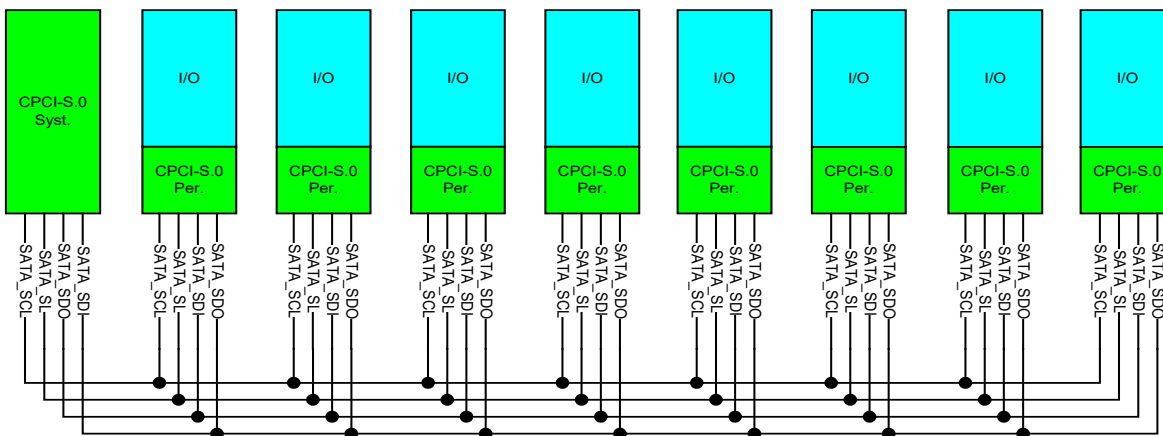 CPCI-S.0
Syst.
I/O
I/O
I/O
I/O
I/O
I/O
I/O
I/O
CPCI-S.0
Per.
CPCI-S.0
Per.
CPCI-S.0
Per.
CPCI-S.0
Per.
CPCI-S.0
Per.
CPCI-S.0
Per.
CPCI-S.0
Per.
CPCI-S.0
Per.
SATA_SCL
SATA_SL
SATA_SDO
SATA_SDI
SATA_SCL
SATA_SL
SATA_SDI
SATA_SDO
SATA_SCL
SATA_SL
SATA_SDI
SATA_SDO
SATA_SCL
SATA_SL
SATA_SDI
SATA_SDO
SATA_SCL
SATA_SL
SATA_SDI
SATA_SDO
SATA_SCL
SATA_SL
SATA_SDI
SATA_SDO
SATA_SCL
SATA_SL
SATA_SDI
SATA_SDO
SATA_SCL
SATA_SL
SATA_SDI
SATA_SDO
SATA_SCL
SATA_SL
SATA_SDI
SATA_SDO